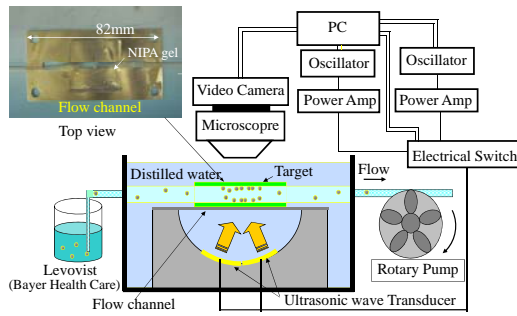 82mm
NIPA gel
Flow channel
Top view
PC
Oscillator
Oscillator
Video Camera
Power Amp
Power Amp
Microscopre
Electrical Switch
Distilled water
Target
Flow
Levovist
(Bayer Health Care)
Rotary Pump
Flow channel
Ultrasonic wave Transducer